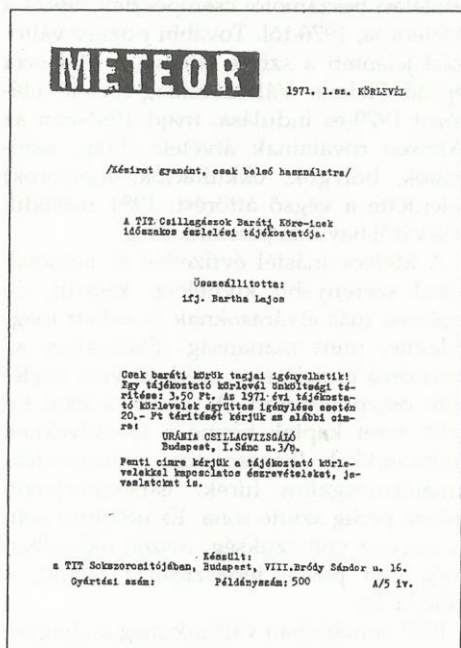 METEOR
1971. 1.sz. KÖRLEVÉL
/Kézirat gyanánt, csak belső használatra/
A TIT Csillagászok Baráti Köre-inek
időszakos észlelési tájékoztatója.
Összeállította:
ifj. Bartha Lajos
Csak baráti körök tagjai igényelhetik!
Egy tájékoztató körlevél önköltségi té-
rítése: 3.50 Ft. Az 1971 évi tájékozta-
tó körlevelek együttes igénylése esetén
20.- Ft térítését kérjük az alábbi cím-
re:
URÁNIA CSILLAGVIZSGÁLÓ
Budapest, I.Sánc u.3/b.
Fenti címre kérjük a tájékoztató körle-
velekkel kapcsolatos észrevételeket, ja-
vaslatokat is.
Készült:
a TIT Sokszorosítójában, Budapest, VIII.Bródy Sándor u. 16.
Gyártási szám: Példányszám: 500 A/5 ív.